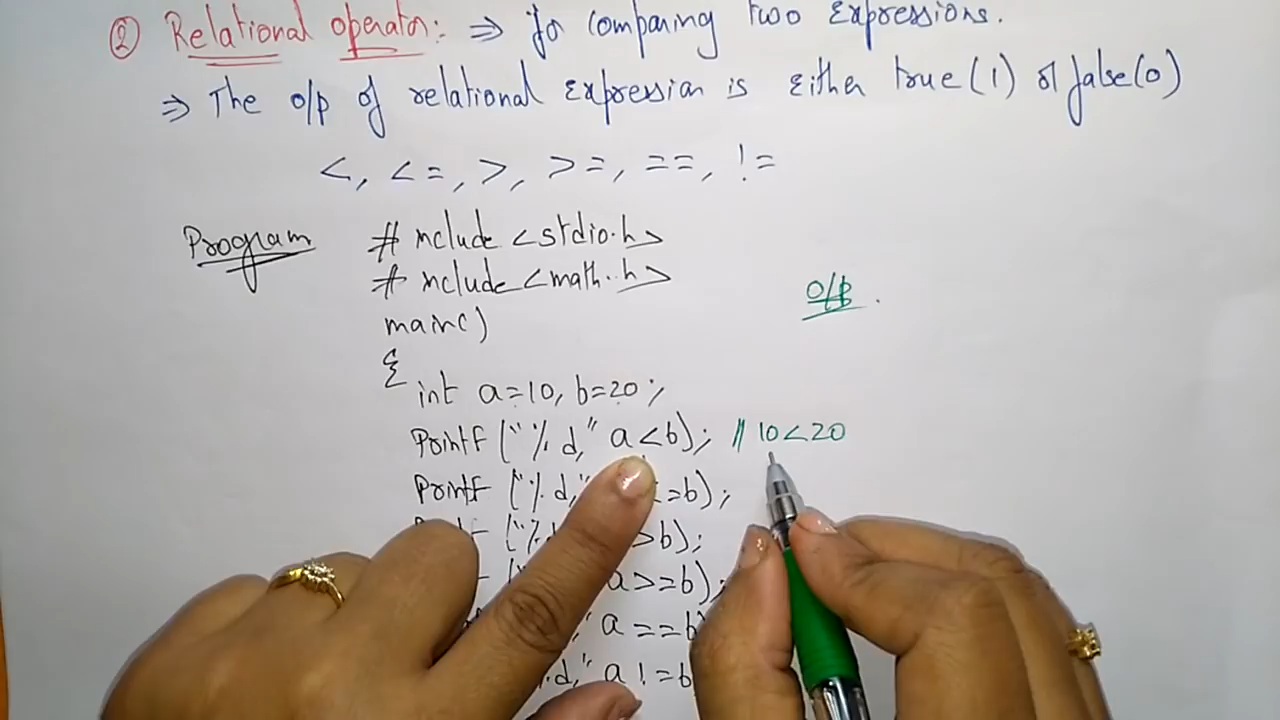 ② Relational operator: ⇒ for comparing two expressions.
⇒ The o/p of relational expression is either true(1) or false(0)
<, <=, >, >=, ==, !=
Program # include <stdio.h>
# include <math.h>
O/P .
main()
{
int a=10, b=20;
Printf ("%d," a<b); // 10<20
Printf ("%d," <=b);
("% >b);
a>=b);
" a ==b
.d," a !=b